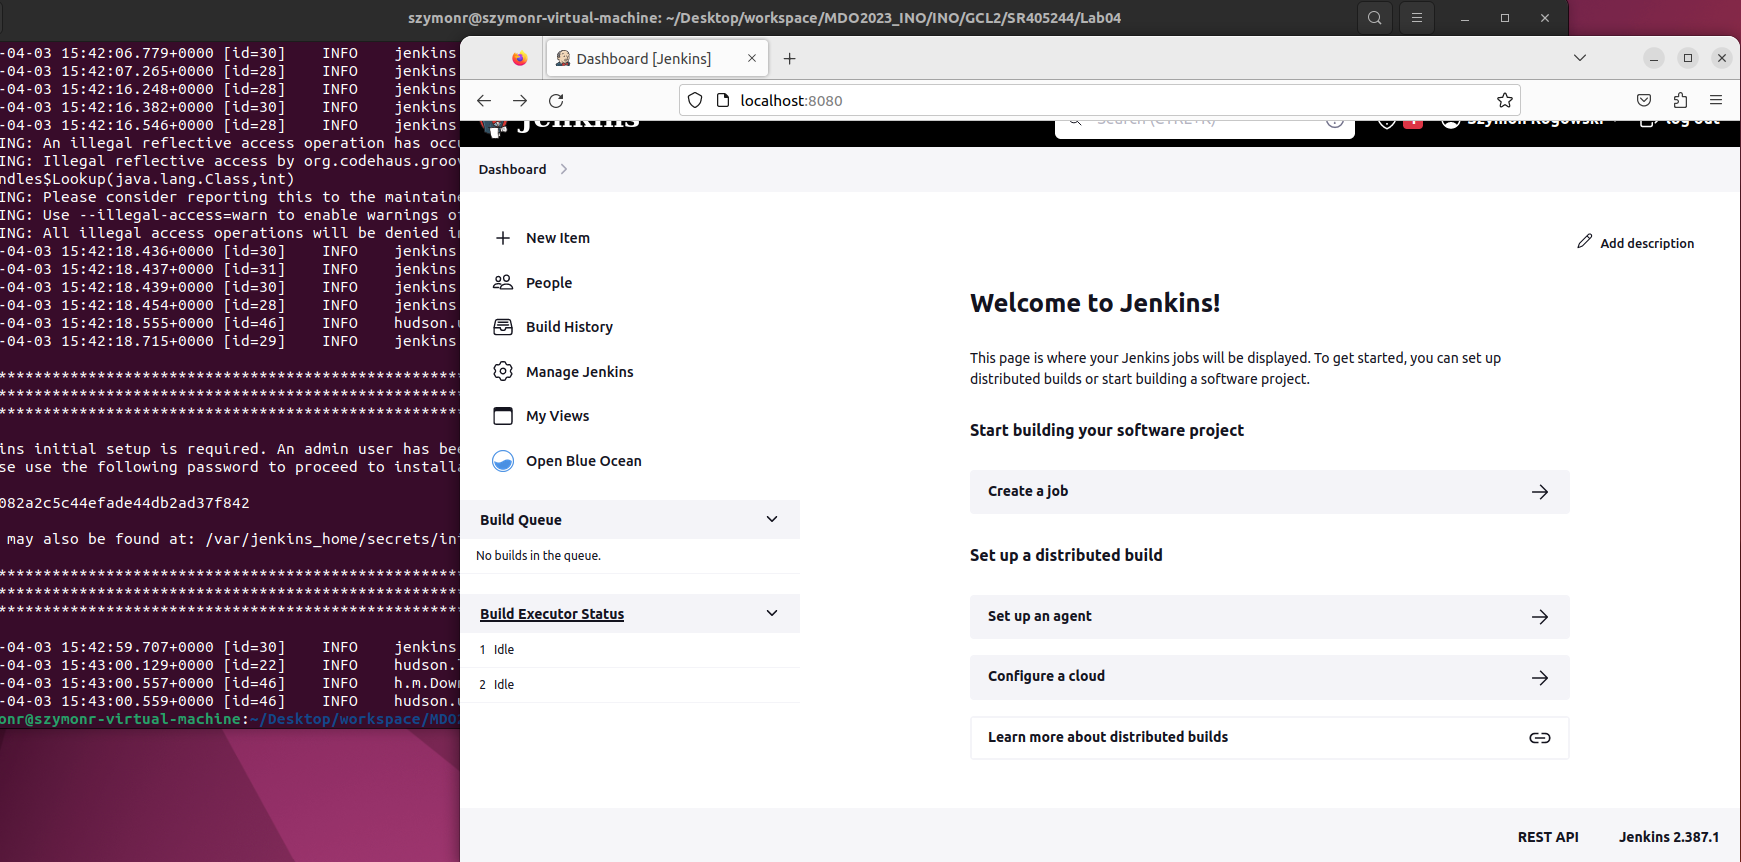 szymonr@szymonr-virtual-machine: ~/Desktop/workspace/MDO2023_INO/INO/GCL2/SR405244/Lab04
-04-03 15:42:06.779+0000 [id=30] INFO jenkins
-04-03 15:42:07.265+0000 [id=28] INFO jenkins
-04-03 15:42:16.248+0000 [id=28] INFO jenkins
-04-03 15:42:16.382+0000 [id=30] INFO jenkins
-04-03 15:42:16.546+0000 [id=28] INFO jenkins
ING: An illegal reflective access operation has occu
ING: Illegal reflective access by org.codehaus.groov
ndles$Lookup(java.lang.Class,int)
ING: Please consider reporting this to the maintaine
ING: Use --illegal-access=warn to enable warnings of
ING: All illegal access operations will be denied in
-04-03 15:42:18.436+0000 [id=30] INFO jenkins
-04-03 15:42:18.437+0000 [id=31] INFO jenkins
-04-03 15:42:18.439+0000 [id=30] INFO jenkins
-04-03 15:42:18.454+0000 [id=28] INFO jenkins
-04-03 15:42:18.555+0000 [id=46] INFO hudson.u
-04-03 15:42:18.715+0000 [id=29] INFO jenkins
***************************************************
***************************************************
***************************************************
ins initial setup is required. An admin user has bee
se use the following password to proceed to installa
082a2c5c44efade44db2ad37f842
may also be found at: /var/jenkins_home/secrets/in
***************************************************
***************************************************
***************************************************
-04-03 15:42:59.707+0000 [id=30] INFO jenkins
-04-03 15:43:00.129+0000 [id=22] INFO hudson.
-04-03 15:43:00.557+0000 [id=46] INFO h.m.Down
-04-03 15:43:00.559+0000 [id=46] INFO hudson.u
onr@szymonr-virtual-machine:~/Desktop/workspace/MDO2
Dashboard [Jenkins]
localhost:8080
Jenkins
Search (CTRL+K)
Szymon Rogowski
log out
Dashboard
New Item
People
Build History
Manage Jenkins
My Views
Open Blue Ocean
Build Queue
No builds in the queue.
Build Executor Status
1 Idle
2 Idle
Add description
Welcome to Jenkins!
This page is where your Jenkins jobs will be displayed. To get started, you can set up
distributed builds or start building a software project.
Start building your software project
Create a job
Set up a distributed build
Set up an agent
Configure a cloud
Learn more about distributed builds
REST API
Jenkins 2.387.1